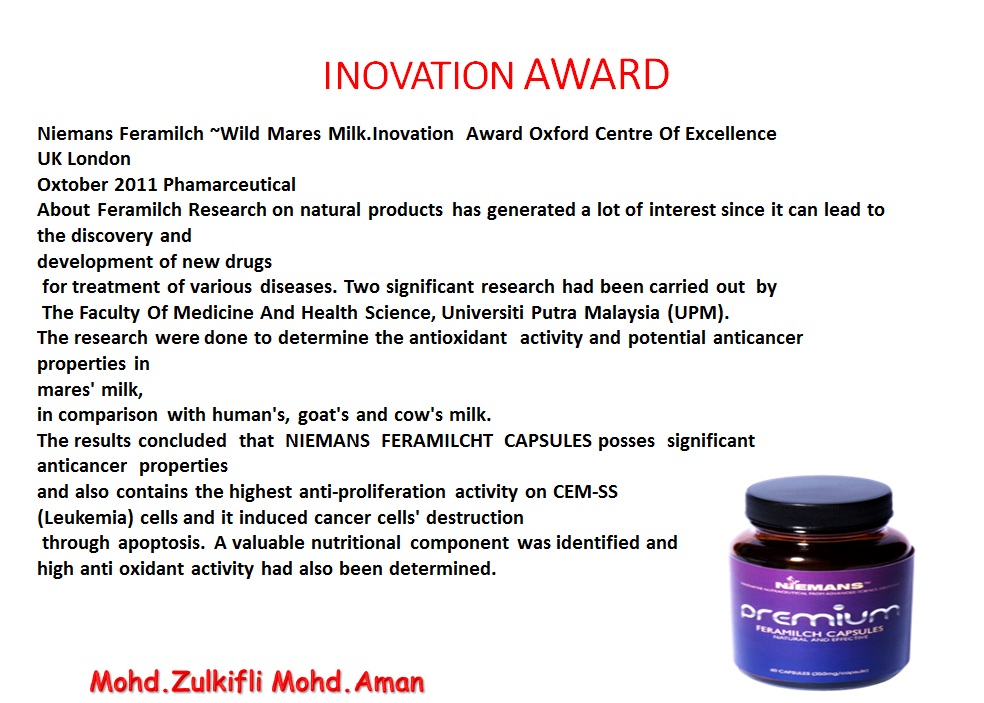 INOVATION AWARD
Niemans Feramilch ~Wild Mares Milk.Inovation Award Oxford Centre Of Excellence
UK London
Oxtober 2011 Phamarceutical
About Feramilch Research on natural products has generated a lot of interest since it can lead to
the discovery and
development of new drugs
for treatment of various diseases. Two significant research had been carried out by
The Faculty Of Medicine And Health Science, Universiti Putra Malaysia (UPM).
The research were done to determine the antioxidant activity and potential anticancer
properties in
mares' milk,
in comparison with human's, goat's and cow's milk.
The results concluded that NIEMANS FERAMILCHT CAPSULES posses significant
anticancer properties
and also contains the highest anti-proliferation activity on CEM-SS
(Leukemia) cells and it induced cancer cells' destruction
through apoptosis. A valuable nutritional component was identified and
high anti oxidant activity had also been determined.
NIEMANS
premium
FERAMILCH CAPSULES
NATURAL AND EFFECTIVE
Mohd.Zulkifli Mohd.Aman